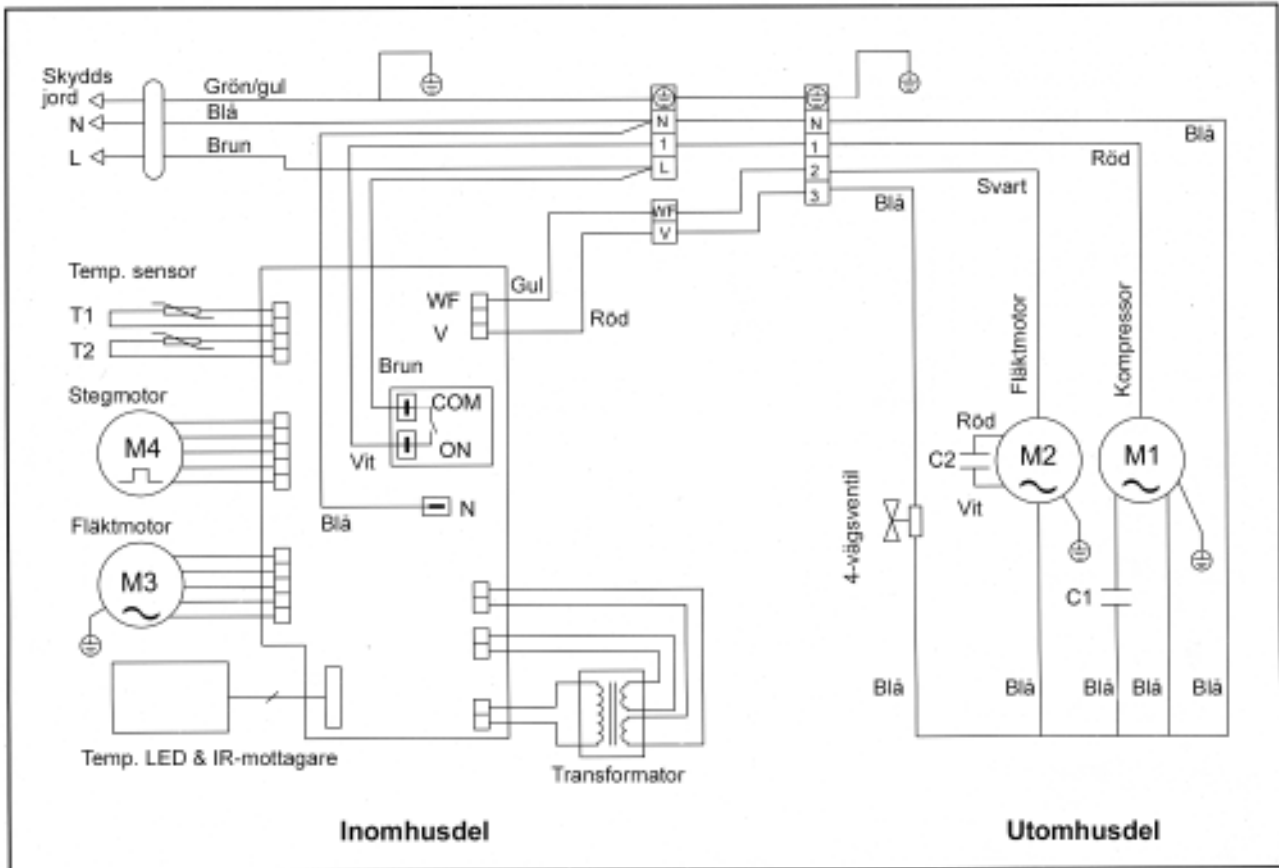 Skydds
jord
Grön/gul
N
Blå
L
Brun
N
1
L
WF
V
N
1
2
3
Blå
Röd
Svart
Blå
Temp. sensor
T1
T2
WF
V
Gul
Röd
Brun
COM
ON
Vit
N
Blå
Stegmotor
M4
Fläktmotor
M3
Temp. LED & IR-mottagare
Transformator
Fläktmotor
Kompressor
Röd
C2
Vit
M2
M1
4-vägsventil
C1
Blå
Blå
Blå
Blå
Blå
Inomhusdel
Utomhusdel